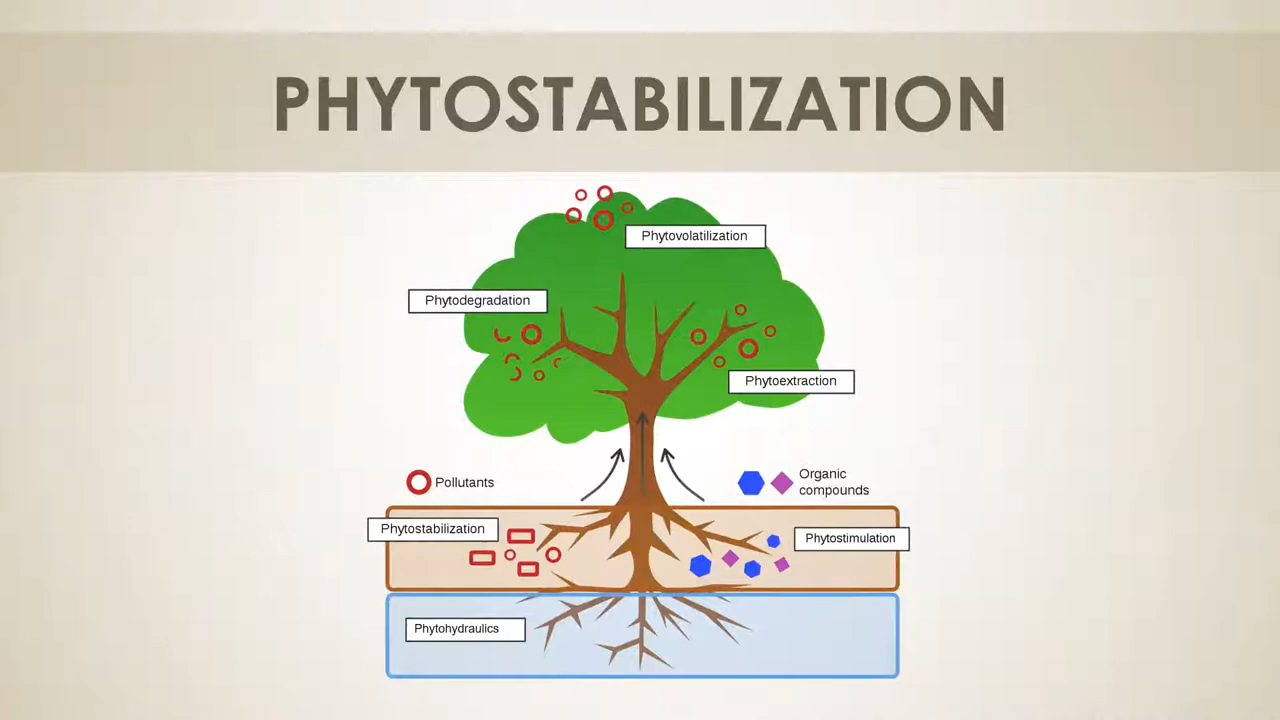 PHYTOSTABILIZATION
Phytovolatilization
Phytodegradation
Phytoextraction
Pollutants
Organic
compounds
Phytostabilization
Phytostimulation
Phytohydraulics